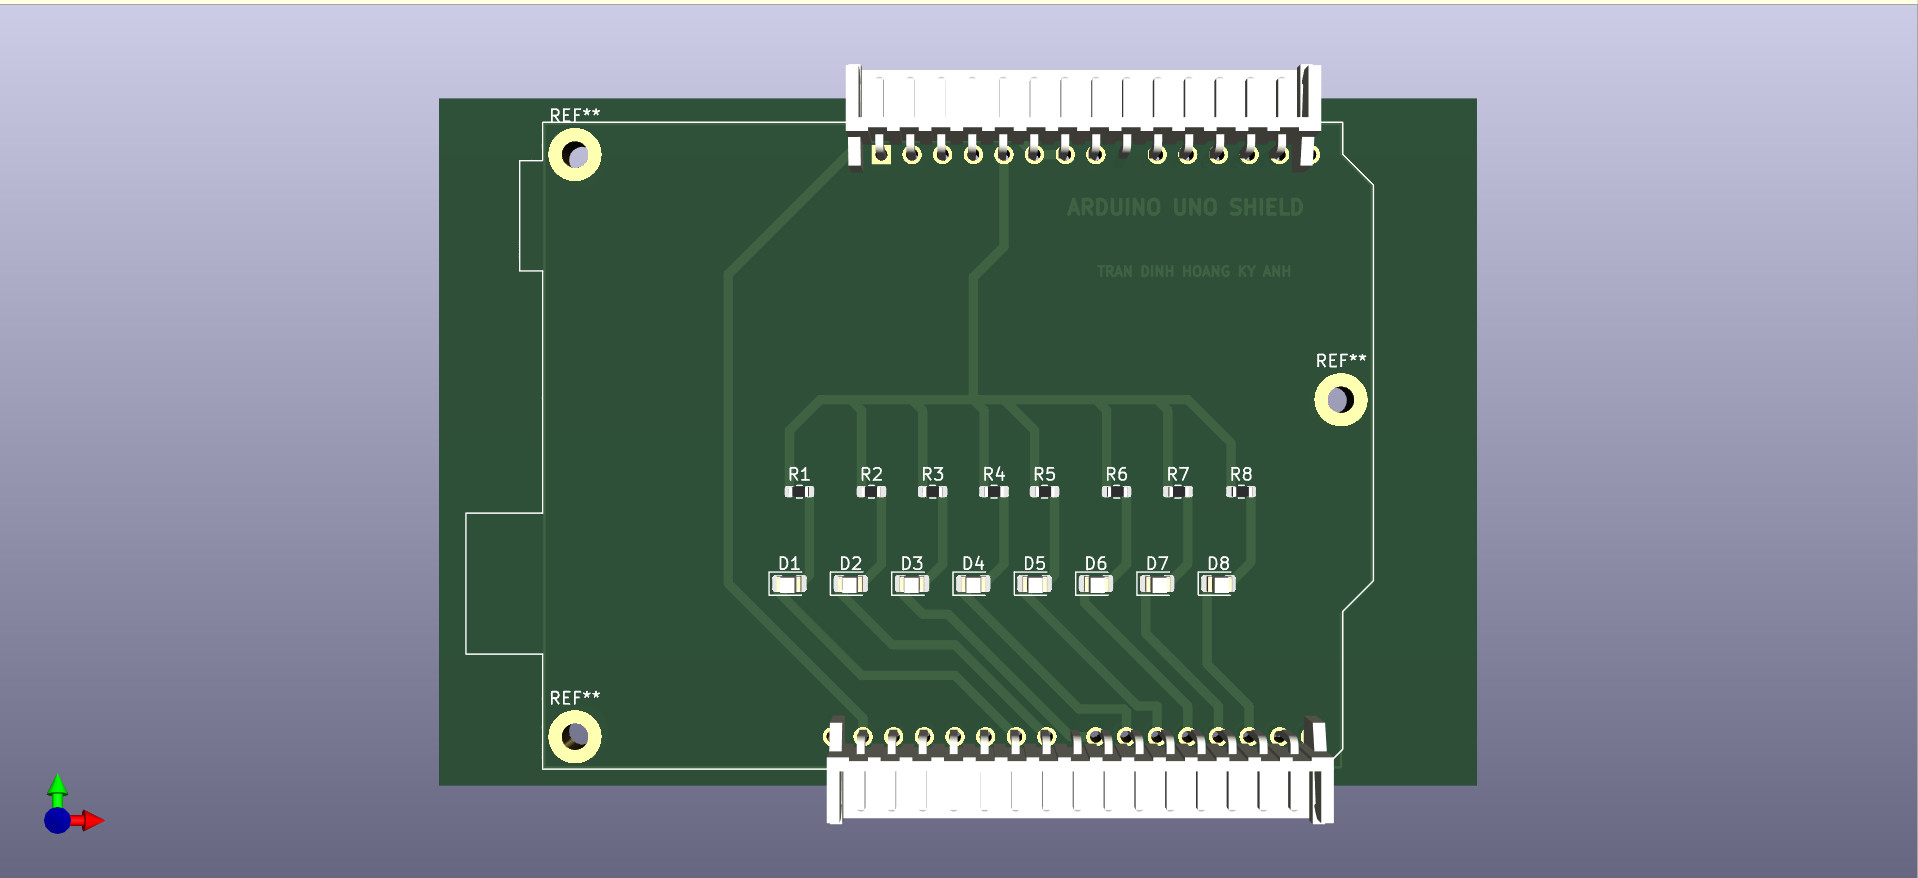 REF**
ARDUINO UNO SHIELD
TRAN DINH HOANG KY ANH
REF**
R1 R2 R3 R4 R5 R6 R7 R8
D1 D2 D3 D4 D5 D6 D7 D8
REF**